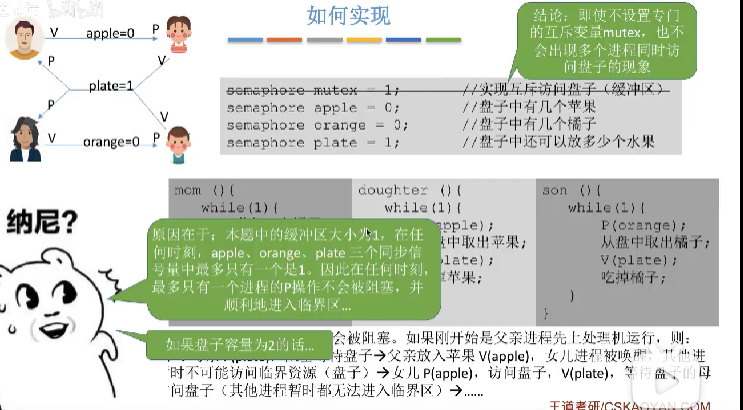 如何实现
V apple=0 P
P V
plate=1
P V
V orange=0 P
结论：即使不设置专门
的互斥变量mutex，也不
会出现多个进程同时访
问盘子的现象
semaphore mutex = 1; //实现互斥访问盘子（缓冲区）
semaphore apple = 0; //盘子中有几个苹果
semaphore orange = 0; //盘子中有几个橘子
semaphore plate = 1; //盘子中还可以放多少个水果
mom (){
while(1){
doughter (){
while(1){
apple);
盘中取出苹果;
late);
苹果;
son (){
while(1){
P(orange);
从盘中取出橘子;
V(plate);
吃掉橘子;
}
}
纳尼？
原因在于：本题中的缓冲区大小为1，在任
何时刻，apple、orange、plate 三个同步信
号量中最多只有一个是1。因此在任何时刻，
最多只有一个进程的P操作不会被阻塞，并
顺利地进入临界区…
如果盘子容量为2的话…
会被阻塞。如果刚开始是父亲进程先上处理机运行，则：
盘子→父亲放入苹果 V(apple)，女儿进程被唤醒，其他进
时不可能访问临界资源（盘子）→女儿 P(apple)，访问盘子，V(plate)，等待盘子的母
问盘子（其他进程暂时都无法进入临界区）→……
王道考研/CSKAOYAN.COM